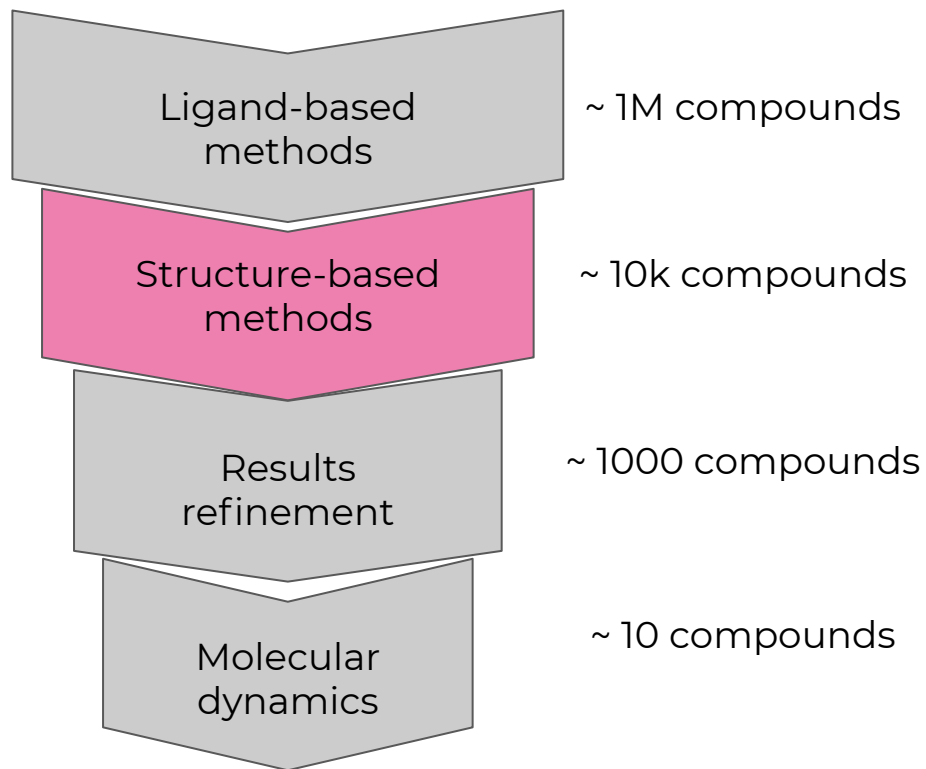 Ligand-based
methods
~ 1M compounds
Structure-based
methods
~ 10k compounds
Results
refinement
~ 1000 compounds
Molecular
dynamics
~ 10 compounds